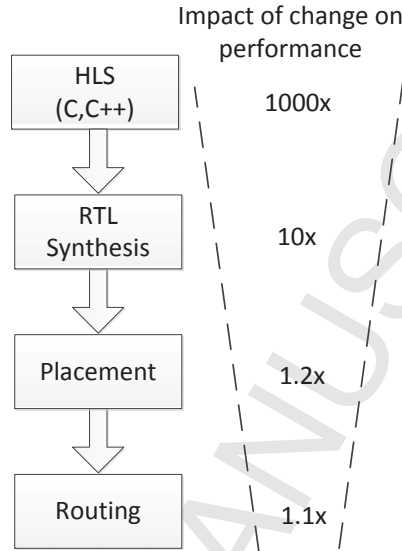 Impact of change on
performance
HLS
(C,C++)
1000x
RTL
Synthesis
10x
Placement
1.2x
Routing
1.1x